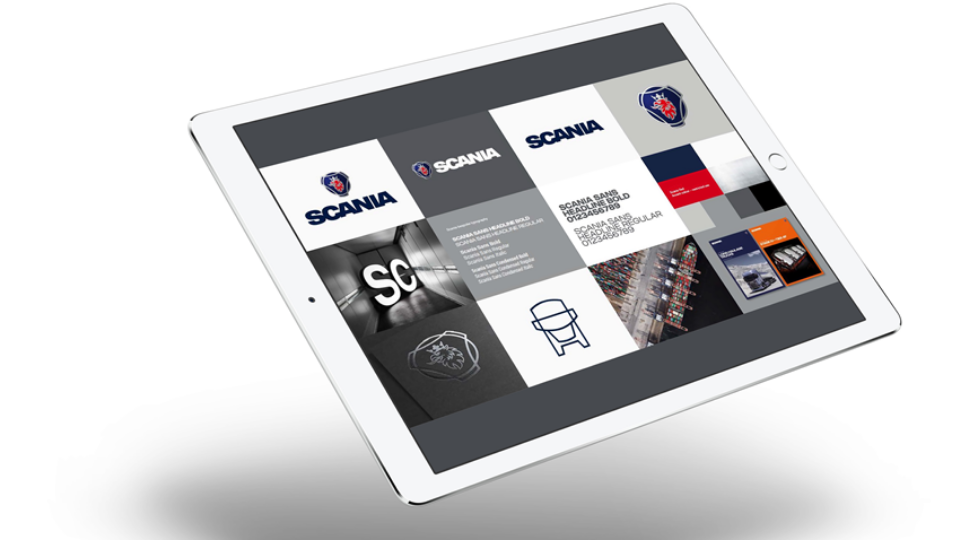 SCANIA
SCANIA
SCANIA
SCANIA SANS
HEADLINE BOLD
0123456789
SCANIA SANS
HEADLINE REGULAR
0123456789
SCANIA SANS HEADLINE BOLD
SCANIA SANS HEADLINE REGULAR
Scania Sans Bold
Scania Sans Regular
Scania Sans Italic
Scania Sans Condensed Bold
Scania Sans Condensed Regular
Scania Sans Condensed Italic
SC